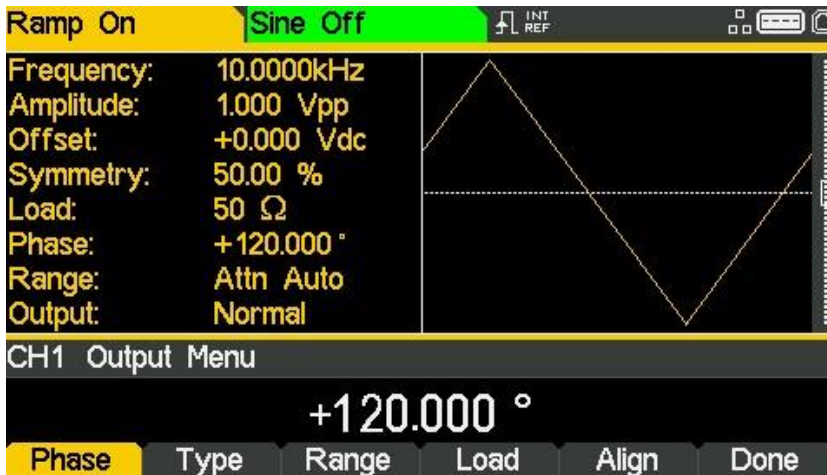 Ramp On Sine Off INT REF
Frequency: 10.0000kHz
Amplitude: 1.000 Vpp
Offset: +0.000 Vdc
Symmetry: 50.00 %
Load: 50 Ω
Phase: +120.000 °
Range: Attn Auto
Output: Normal
CH1 Output Menu
+120.000 °
Phase Type Range Load Align Done